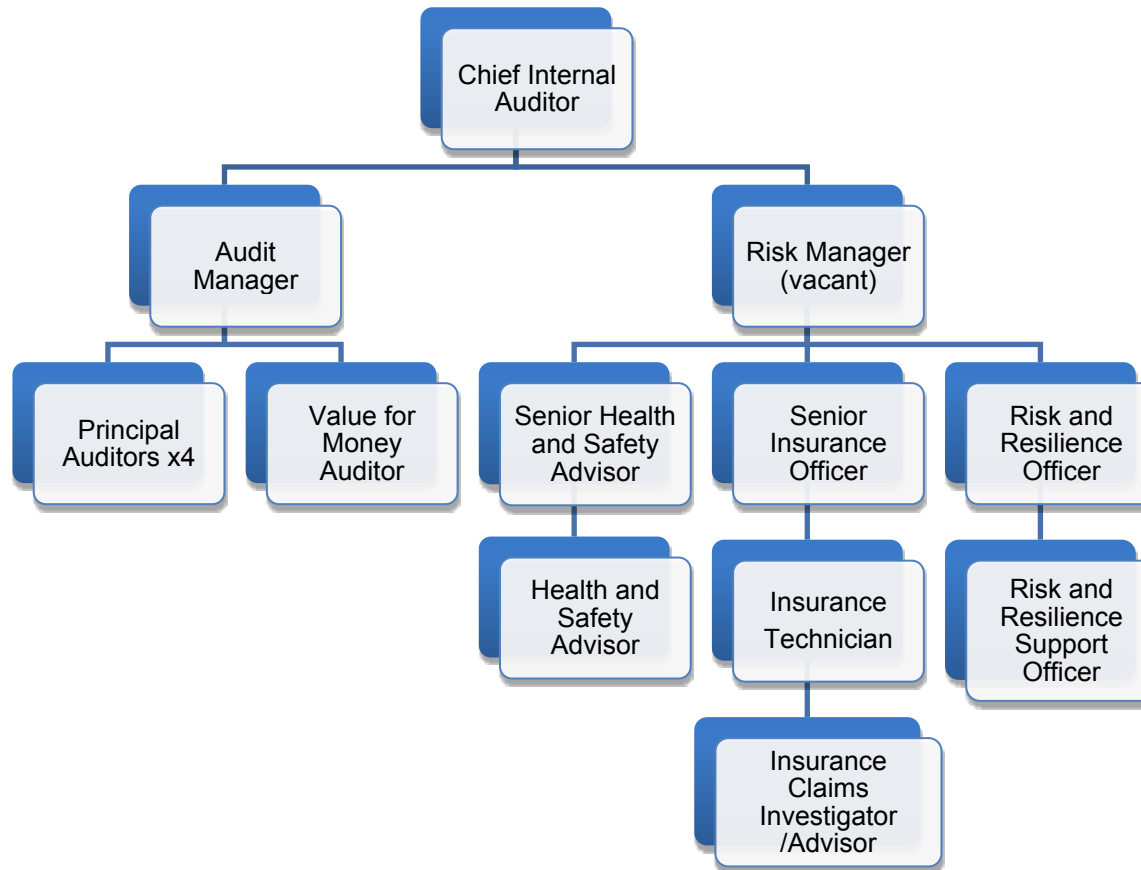 Chief Internal
Auditor
Audit
Manager
Risk Manager
(vacant)
Principal
Auditors x4
Value for
Money
Auditor
Senior Health
and Safety
Advisor
Senior
Insurance
Officer
Risk and
Resilience
Officer
Health and
Safety
Advisor
Insurance
Technician
Risk and
Resilience
Support
Officer
Insurance
Claims
Investigator
/Advisor